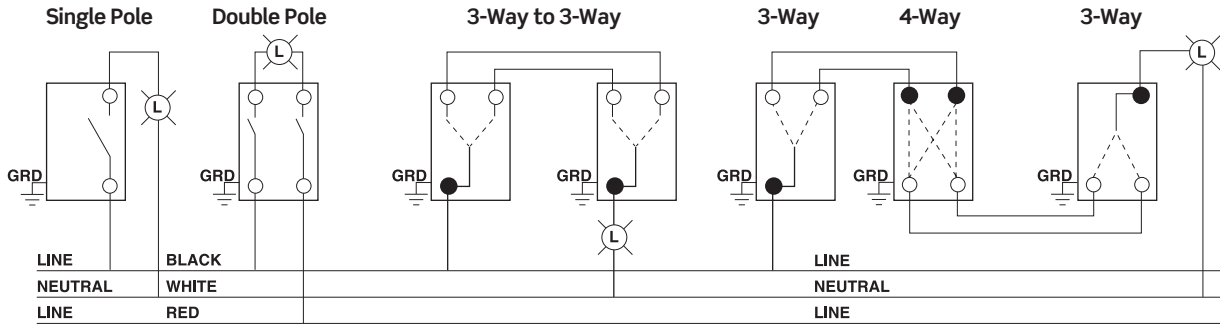 Single Pole
Double Pole
3-Way to 3-Way
3-Way
4-Way
3-Way
L
L
L
L
GRD
GRD
GRD
GRD
GRD
GRD
GRD
LINE BLACK LINE
NEUTRAL WHITE NEUTRAL
LINE RED LINE